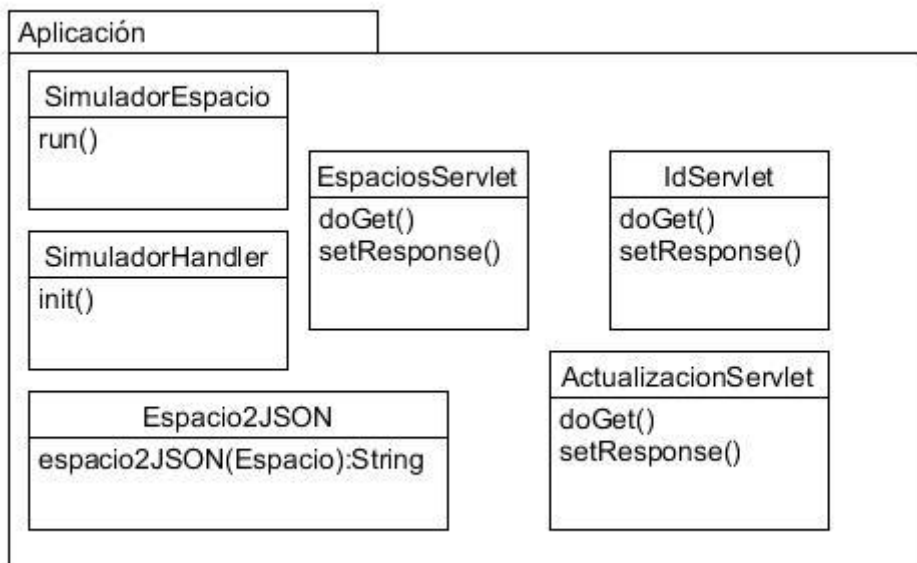 Aplicación
SimuladorEspacio
run()
SimuladorHandler
init()
EspaciosServlet
doGet()
setResponse()
IdServlet
doGet()
setResponse()
Espacio2JSON
espacio2JSON(Espacio):String
ActualizacionServlet
doGet()
setResponse()